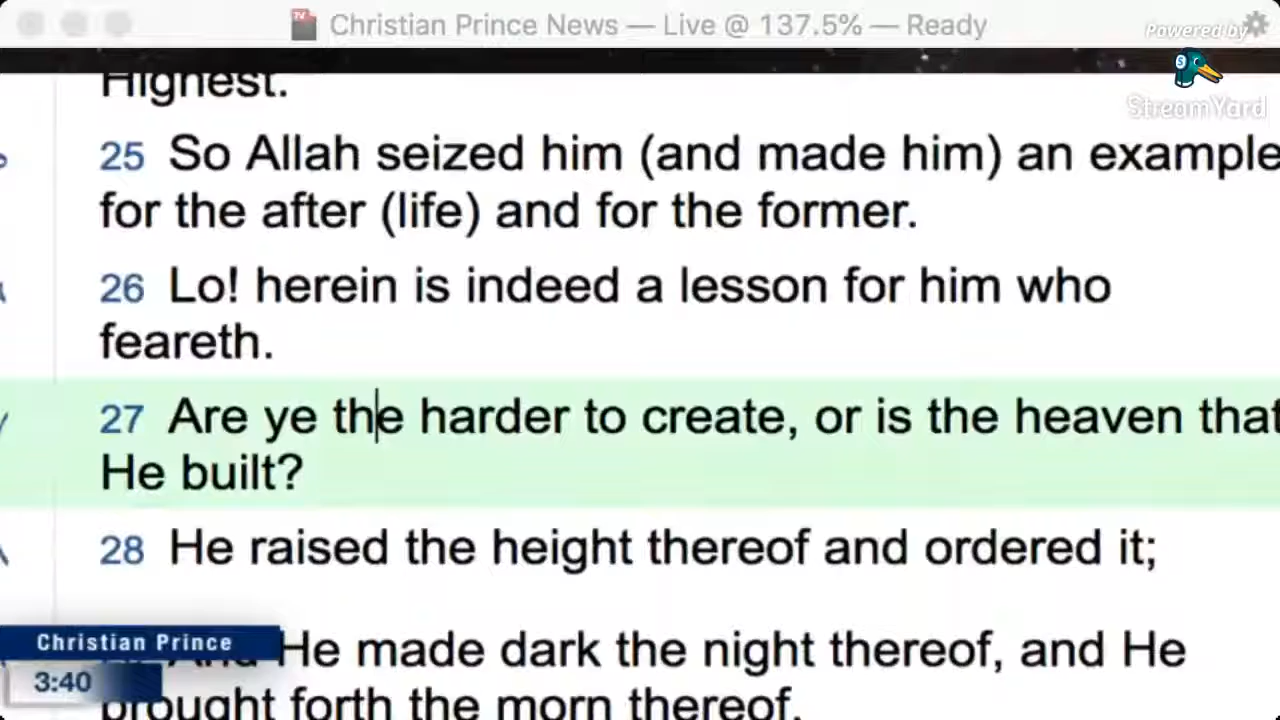 Christian Prince News — Live @ 137.5% — Ready
Powered by
StreamYard
Highest.
25 So Allah seized him (and made him) an example
for the after (life) and for the former.
26 Lo! herein is indeed a lesson for him who
feareth.
27 Are ye the harder to create, or is the heaven that
He built?
28 He raised the height thereof and ordered it;
And He made dark the night thereof, and He
brought forth the morn thereof.
Christian Prince
3:40